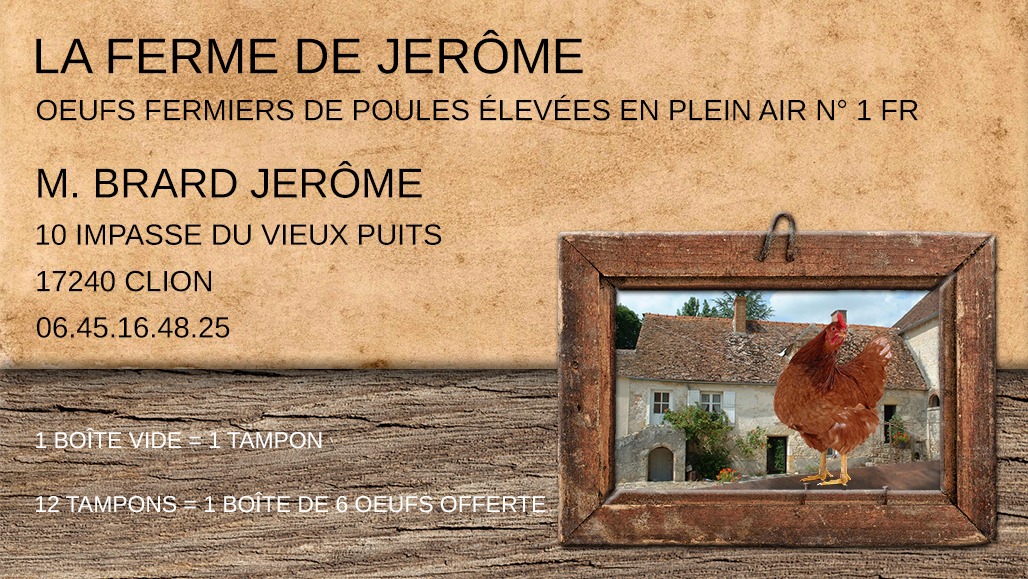 LA FERME DE JERÔME
OEUFS FERMIERS DE POULES ÉLEVÉES EN PLEIN AIR N° 1 FR
M. BRARD JERÔME
10 IMPASSE DU VIEUX PUITS
17240 CLION
06.45.16.48.25
1 BOÎTE VIDE = 1 TAMPON
12 TAMPONS = 1 BOÎTE DE 6 OEUFS OFFERTE